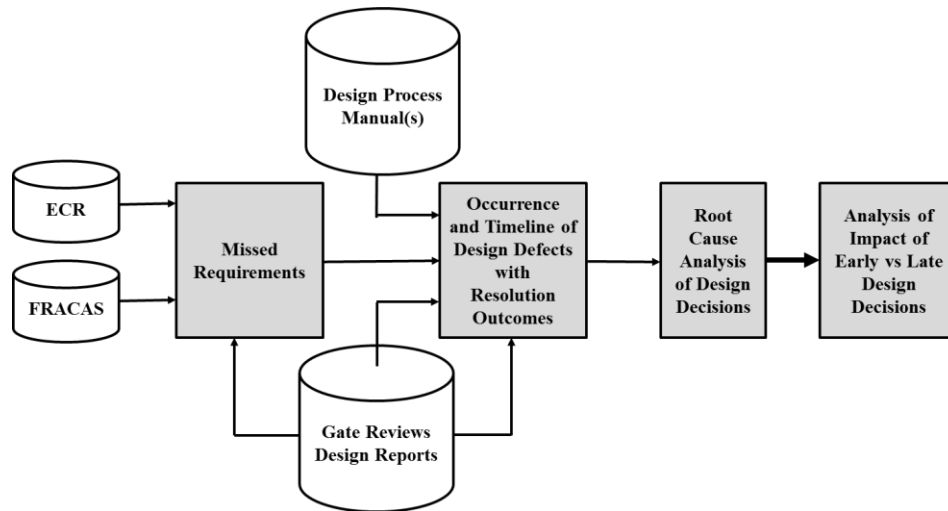 Design Process
Manual(s)
ECR
FRACAS
Missed
Requirements
Occurrence
and Timeline of
Design Defects
with
Resolution
Outcomes
Root
Cause
Analysis
of Design
Decisions
Analysis of
Impact of
Early vs Late
Design
Decisions
Gate Reviews
Design Reports